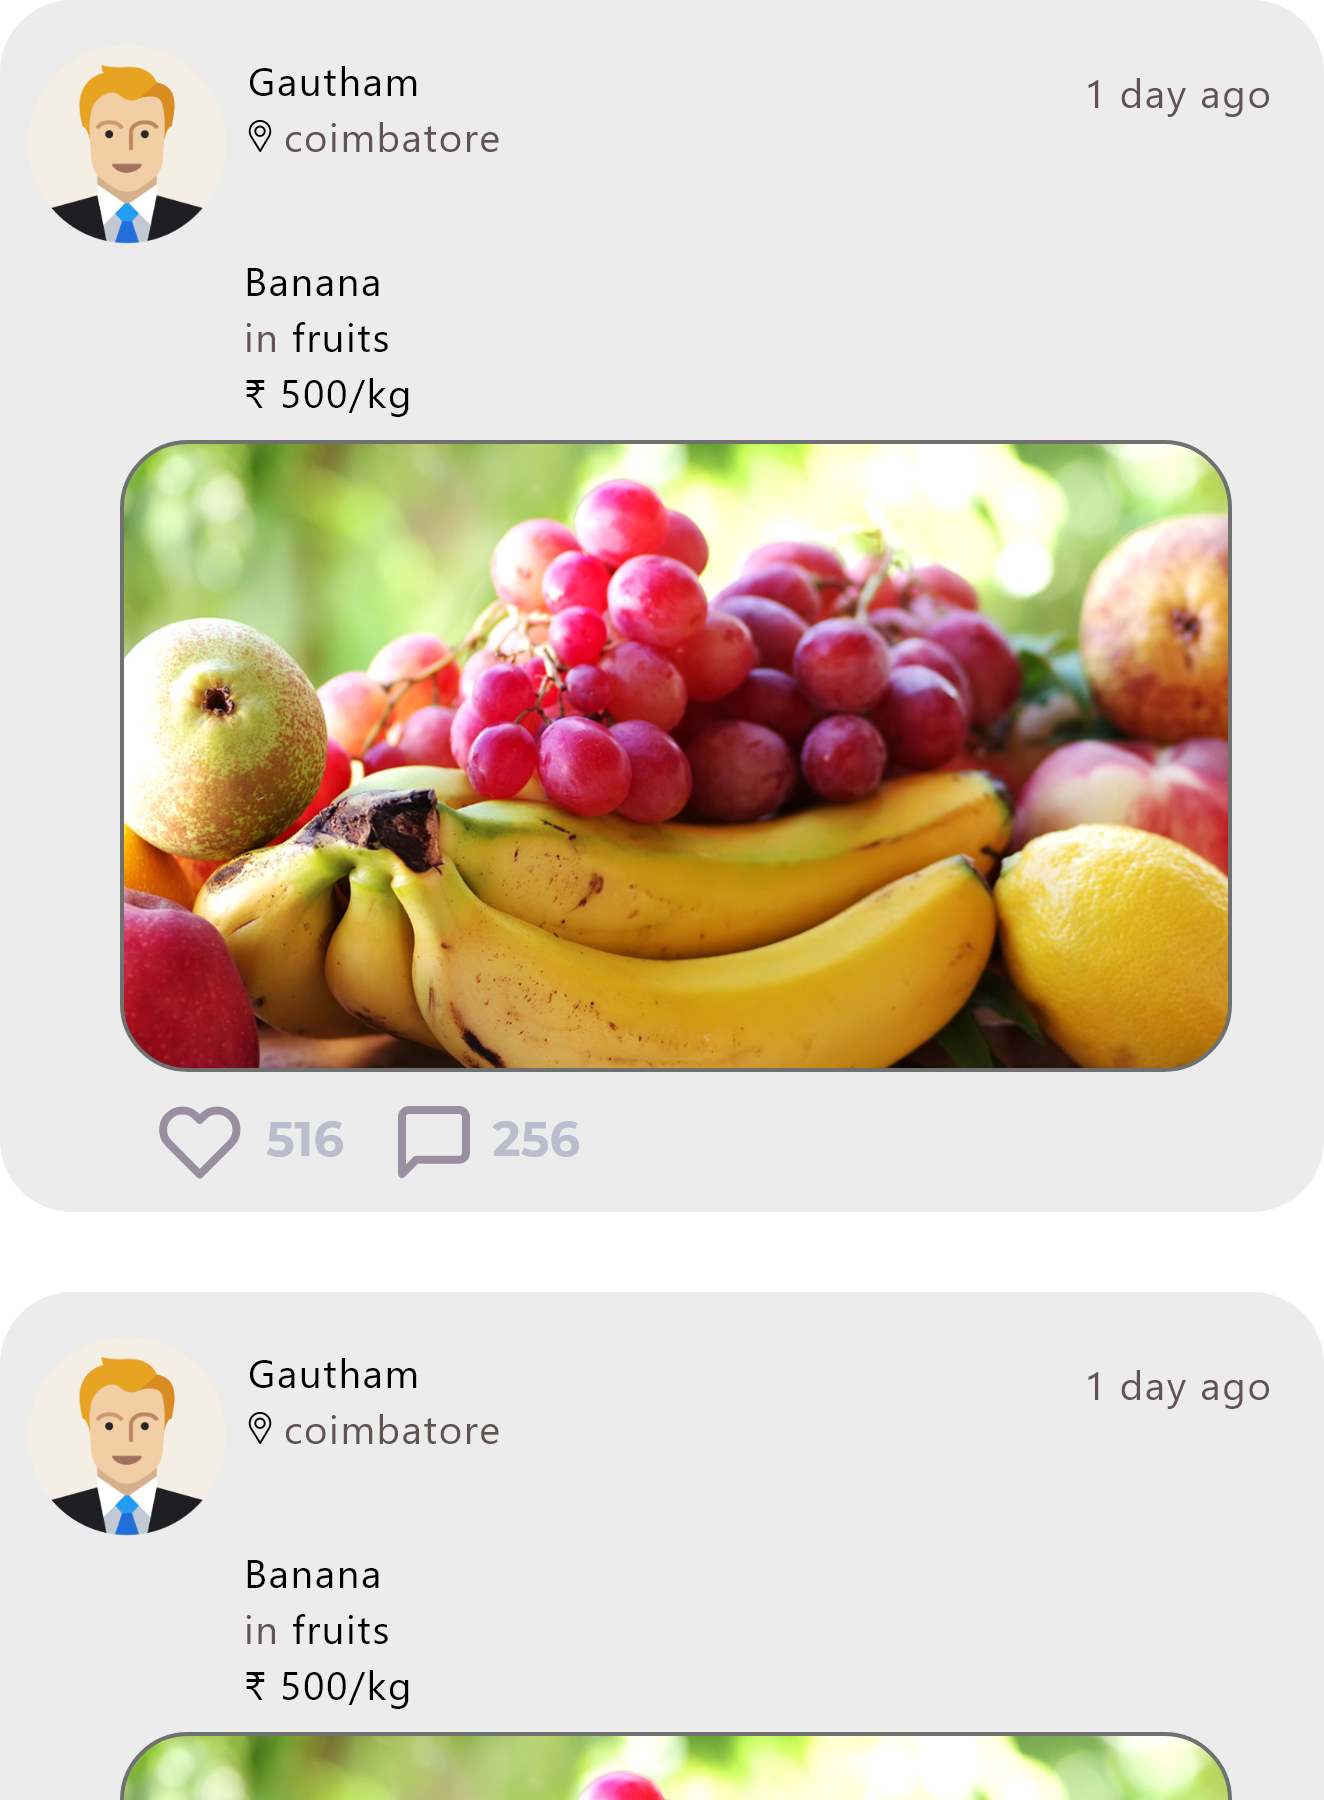 Gautham
1 day ago
coimbatore
Banana
in fruits
₹ 500/kg
516 256
Gautham
1 day ago
coimbatore
Banana
in fruits
₹ 500/kg